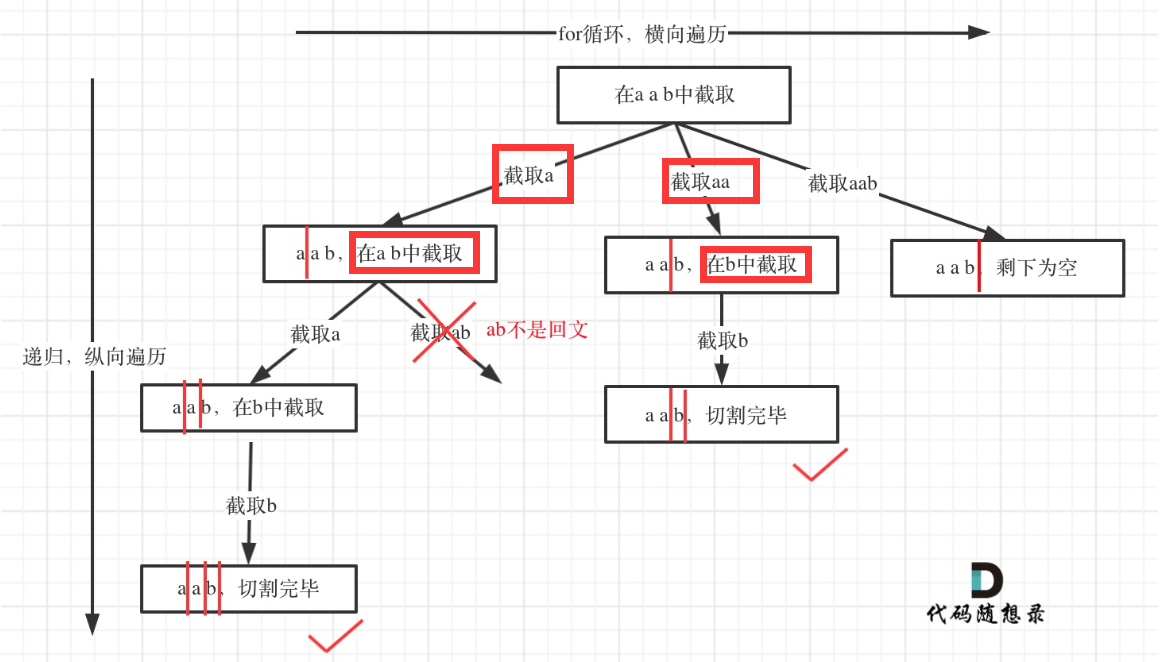 for循环，横向遍历
在a a b中截取
截取a
截取aa
截取aab
a a b，在a b中截取
a a b，在b中截取
a a b，剩下为空
截取a
截取ab
ab不是回文
截取b
递归，纵向遍历
a a b，在b中截取
a a b，切割完毕
截取b
a a b，切割完毕
代码随想录